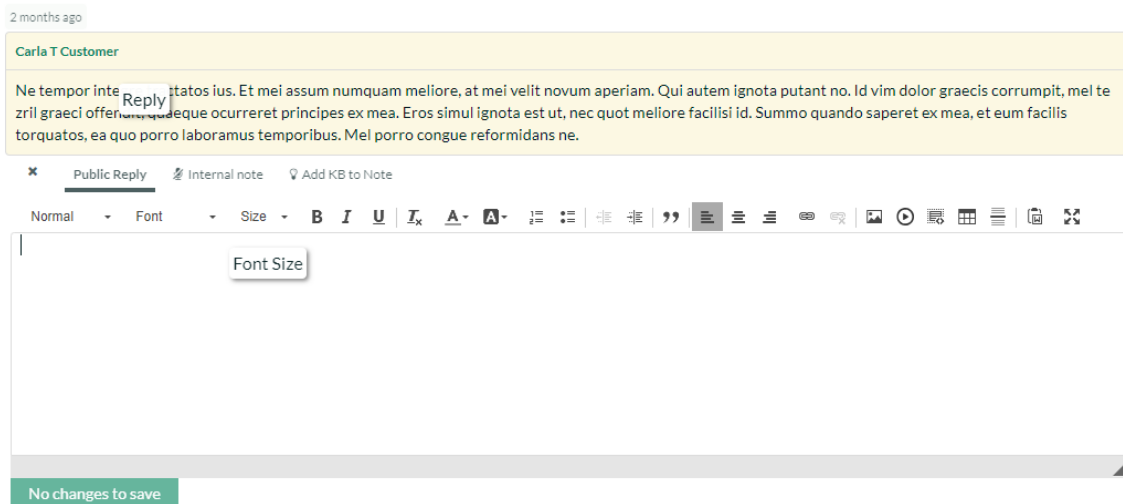 2 months ago
Carla T Customer
Ne tempor inte ctatos ius. Et mei assum numquam meliore, at mei velit novum aperiam. Qui autem ignota putant no. Id vim dolor graecis corrumpit, mel te
Reply
zril graeci offendit, quaeque ocurreret principes ex mea. Eros simul ignota est ut, nec quot meliore facilisi id. Summo quando saperet ex mea, et eum facilis
torquatos, ea quo porro laboramus temporibus. Mel porro congue reformidans ne.
Public Reply Internal note Add KB to Note
Normal Font Size B I U Ix A A
Font Size
No changes to save